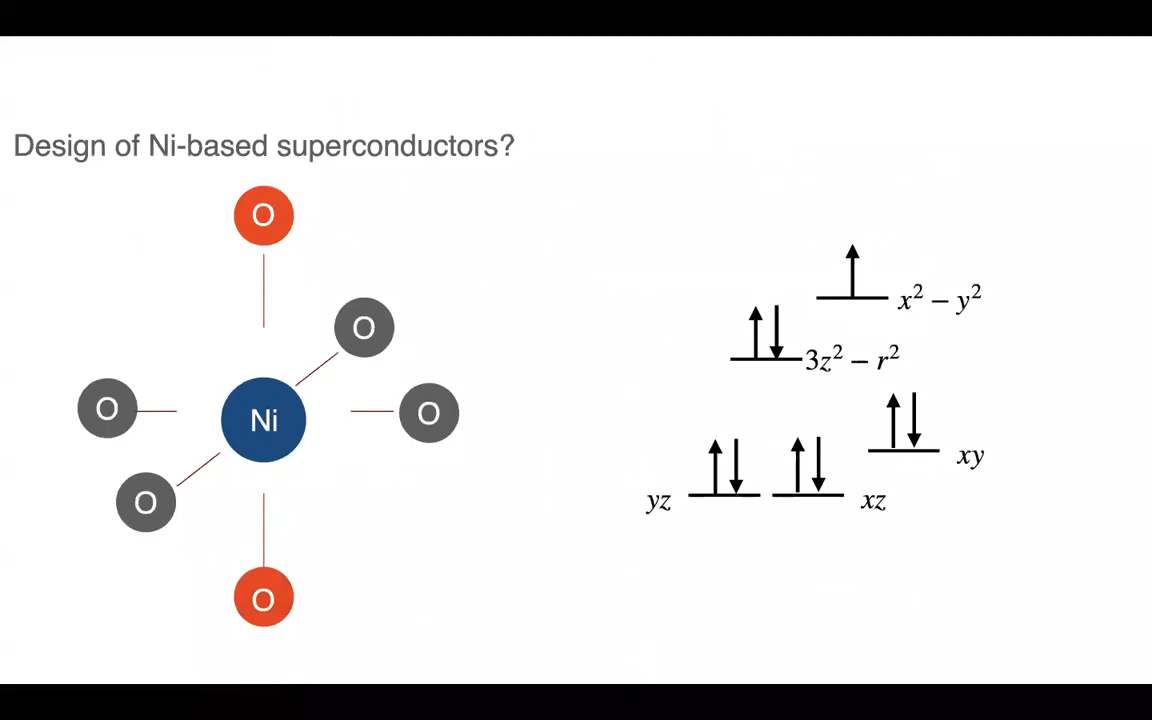 Design of Ni-based superconductors?
O
O
O
Ni
O
O
O
x² − y²
3z² − r²
xy
yz
xz